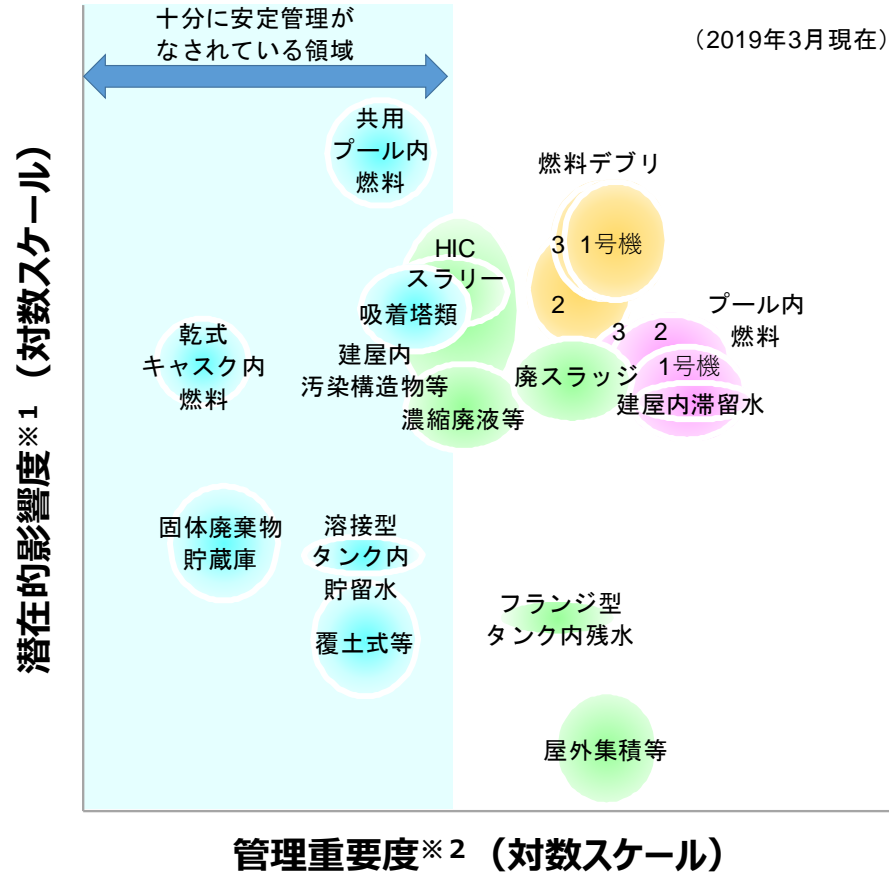 十分に安定管理が
なされている領域
（2019年3月現在）
共用
プール内
燃料
燃料デブリ
3
1号機
2
HIC
スラリー
吸着塔類
プール内
燃料
3
2
1号機
乾式
キャスク内
燃料
建屋内
汚染構造物等
廃スラッジ
建屋内滞留水
濃縮廃液等
固体廃棄物
貯蔵庫
溶接型
タンク内
貯留水
覆土式等
フランジ型
タンク内残水
屋外集積等
潜在的影響度※1（対数スケール）
管理重要度※2（対数スケール）